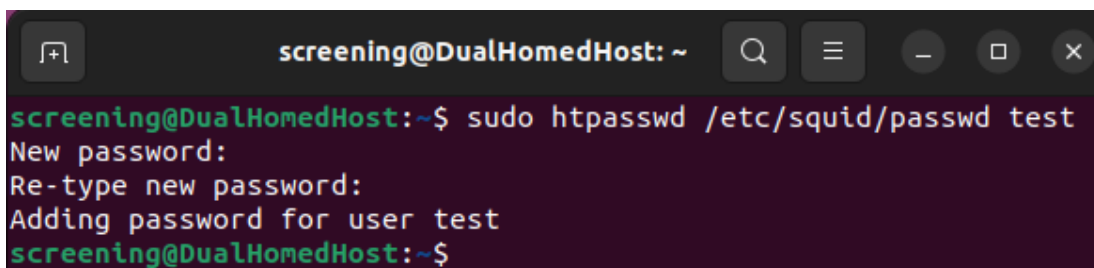 screening@DualHomedHost: ~
screening@DualHomedHost:~$ sudo htpasswd /etc/squid/passwd test
New password:
Re-type new password:
Adding password for user test
screening@DualHomedHost:~$